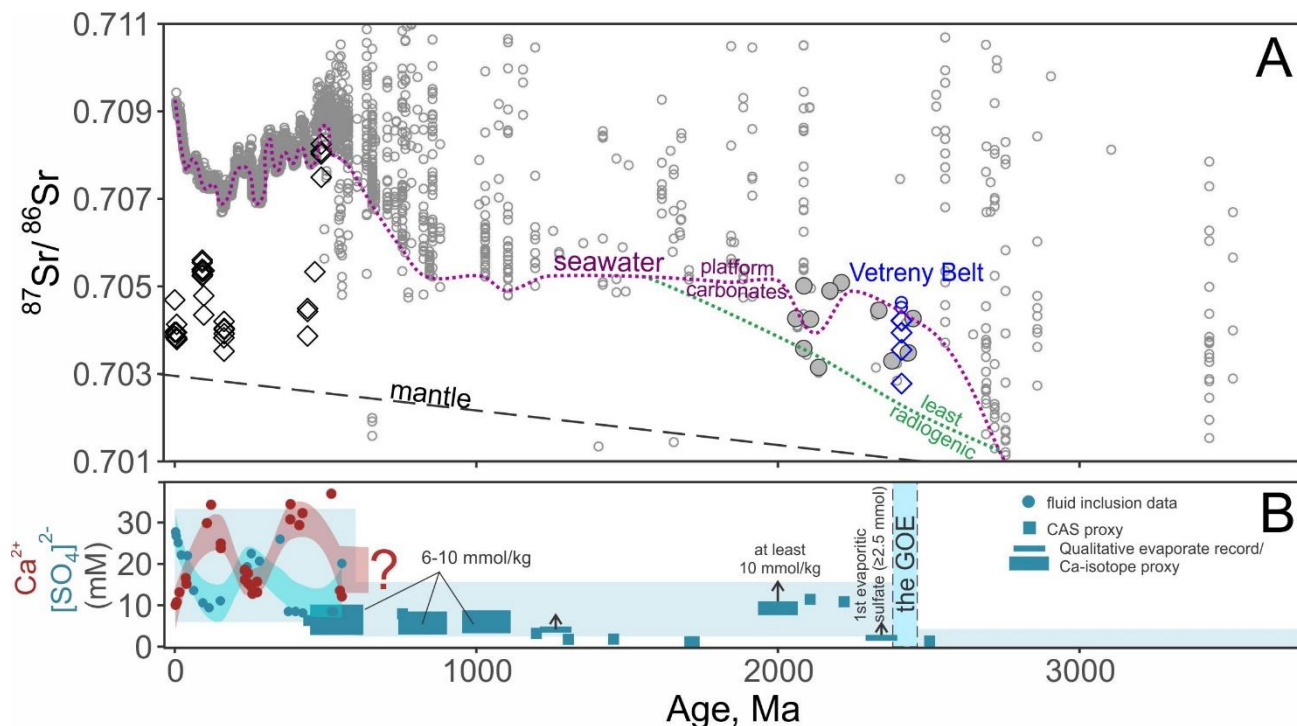 A
0.711
0.709
0.707
0.705
0.703
0.701
87Sr/ 86Sr
seawater
platform
carbonates
Vetreny Belt
mantle
least
radiogenic
B
30
20
10
0
Ca2+
[SO4]2-
(mM)
?
6-10 mmol/kg
at least
10 mmol/kg
1st evaporitic
sulfate (≥2.5 mmol)
the GOE
fluid inclusion data
CAS proxy
Qualitative evaporate record/
Ca-isotope proxy
0
1000
2000
3000
Age, Ma